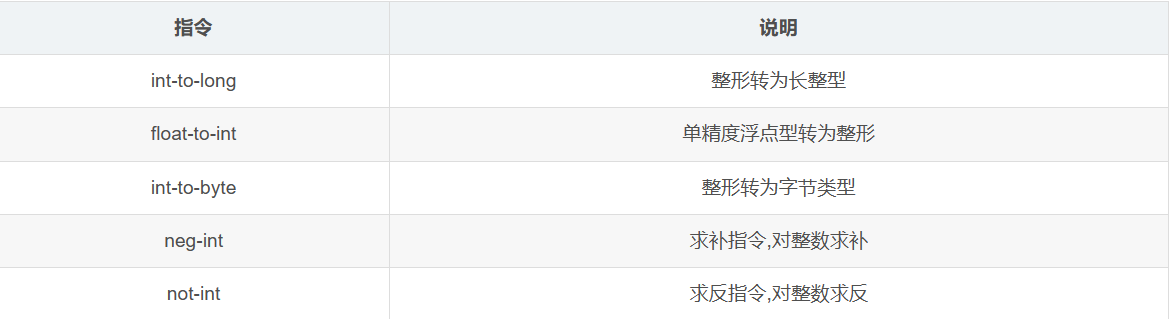 指令 说明
int-to-long 整形转为长整型
float-to-int 单精度浮点型转为整形
int-to-byte 整形转为字节类型
neg-int 求补指令,对整数求补
not-int 求反指令,对整数求反